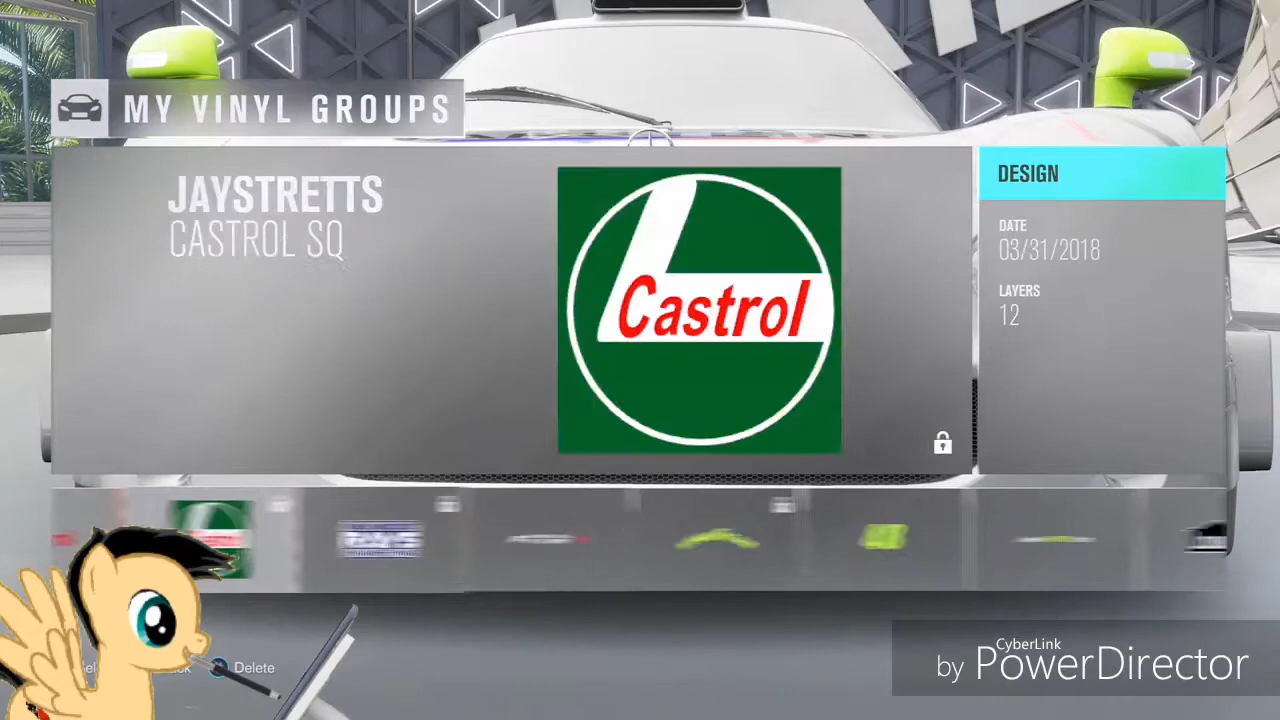 MY VINYL GROUPS
JAYSTRETTS
CASTROL SQ
Castrol
DESIGN
DATE
03/31/2018
LAYERS
12
Delete
CyberLink
by PowerDirector